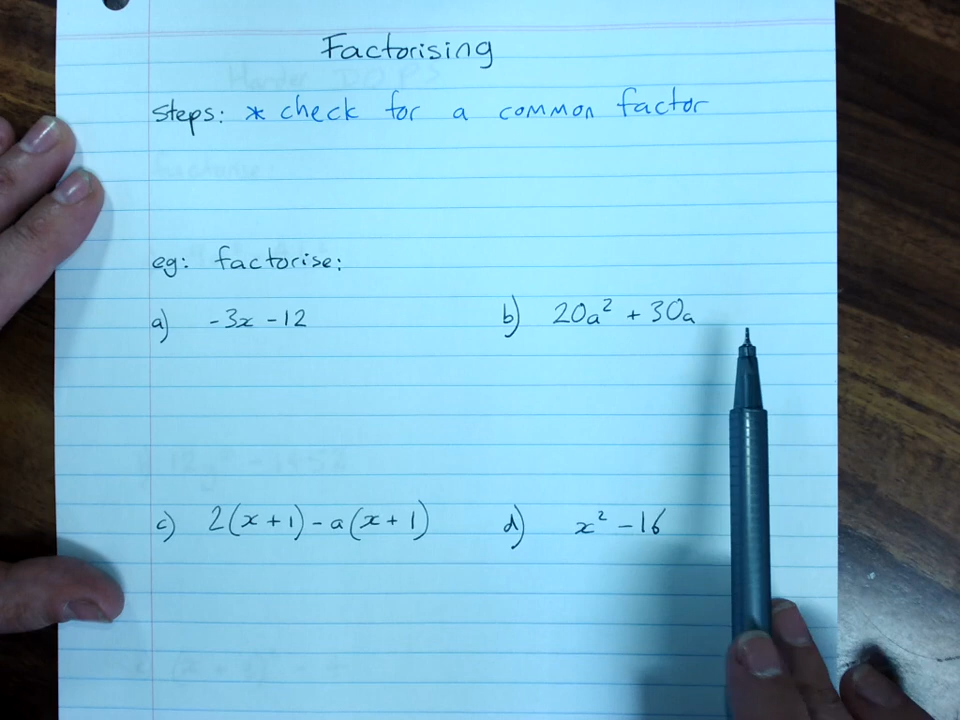 Factorising
steps: * check for a common factor
eg: factorise:
a) -3x -12
b) 20a² + 30a
c) 2(x+1) - a(x+1)
d) x² - 16